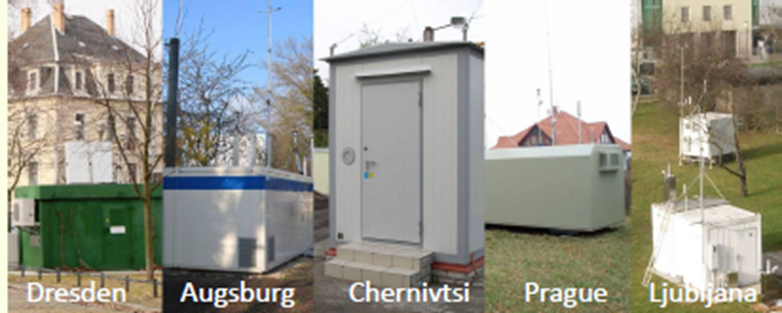 Dresden
Augsburg
Chernivtsi
Prague
Ljubljana